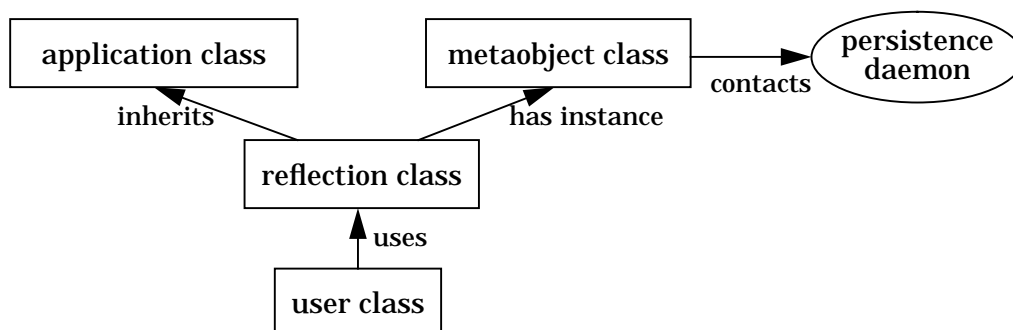 application class
metaobject class
persistence
daemon
contacts
inherits
has instance
reflection class
uses
user class